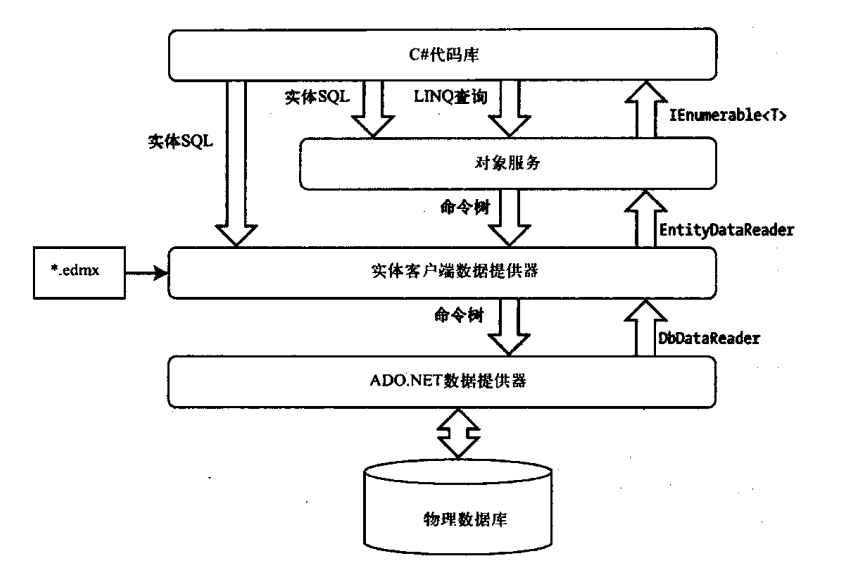 C#代码库
实体SQL
LINQ查询
IEnumerable<T>
实体SQL
对象服务
命令树
EntityDataReader
*.edmx
实体客户端数据提供器
命令树
DbDataReader
ADO.NET数据提供器
物理数据库